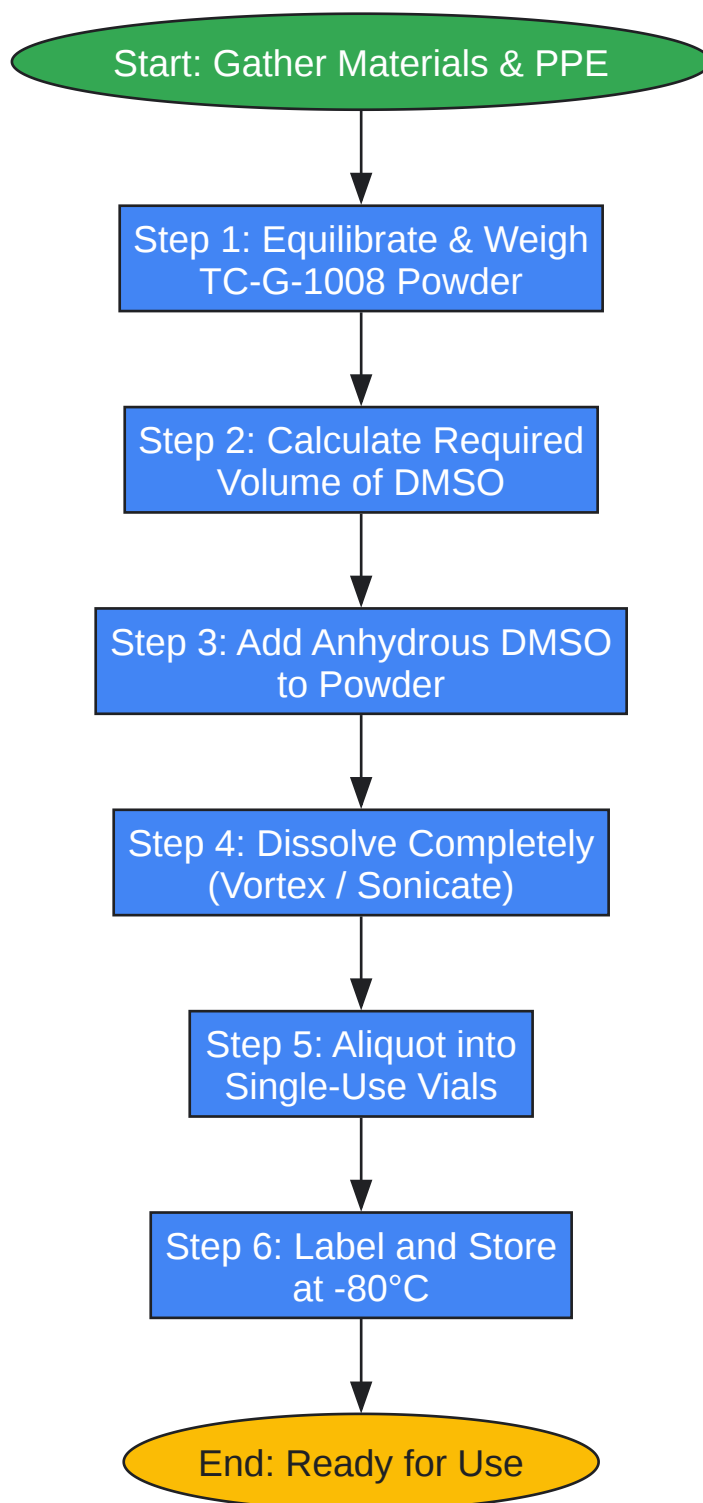 Start: Gather Materials & PPE
Step 1: Equilibrate & Weigh
TC-G-1008 Powder
Step 2: Calculate Required
Volume of DMSO
Step 3: Add Anhydrous DMSO
to Powder
Step 4: Dissolve Completely
(Vortex / Sonicate)
Step 5: Aliquot into
Single-Use Vials
Step 6: Label and Store
at -80°C
End: Ready for Use